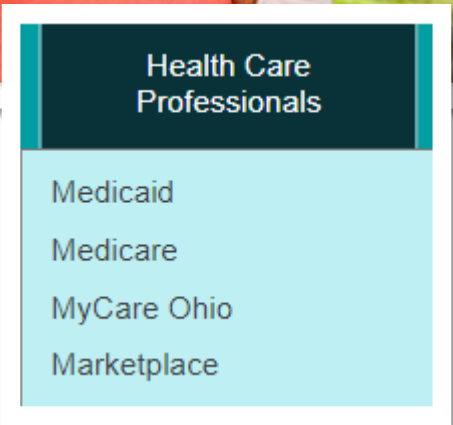 Health Care
Professionals
Medicaid
Medicare
MyCare Ohio
Marketplace